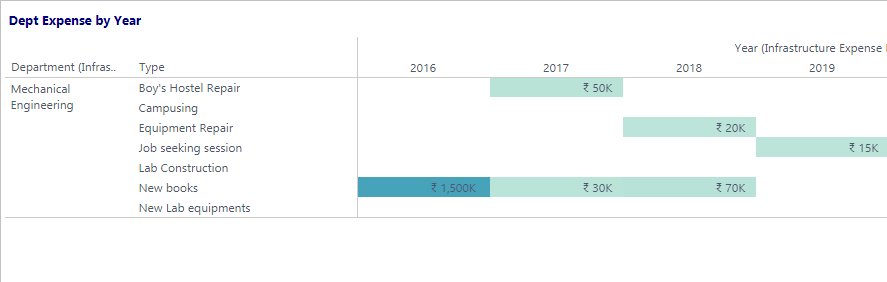 Dept Expense by Year
Year (Infrastructure Expense
Department (Infras.. Type 2016 2017 2018 2019
Mechanical Engineering Boy's Hostel Repair ₹ 50K
Campusing
Equipment Repair ₹ 20K
Job seeking session ₹ 15K
Lab Construction
New books ₹ 1,500K ₹ 30K ₹ 70K
New Lab equipments